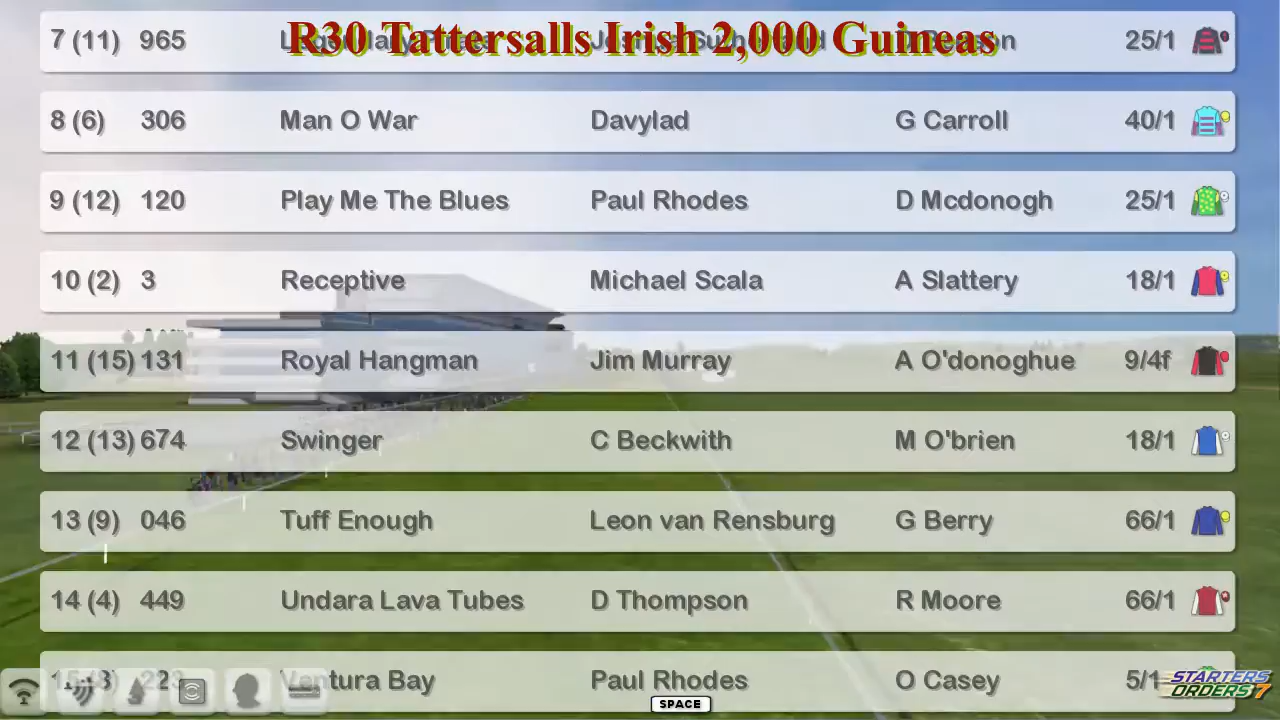 R30 Tattersalls Irish 2,000 Guineas
7 (11) 965 25/1
8 (6) 306 Man O War Davylad G Carroll 40/1
9 (12) 120 Play Me The Blues Paul Rhodes D Mcdonogh 25/1
10 (2) 3 Receptive Michael Scala A Slattery 18/1
11 (15) 131 Royal Hangman Jim Murray A O'donoghue 9/4f
12 (13) 674 Swinger C Beckwith M O'brien 18/1
13 (9) 046 Tuff Enough Leon van Rensburg G Berry 66/1
14 (4) 449 Undara Lava Tubes D Thompson R Moore 66/1
Ventura Bay Paul Rhodes O Casey 5/1
SPACE
STARTERS
ORDERS 7